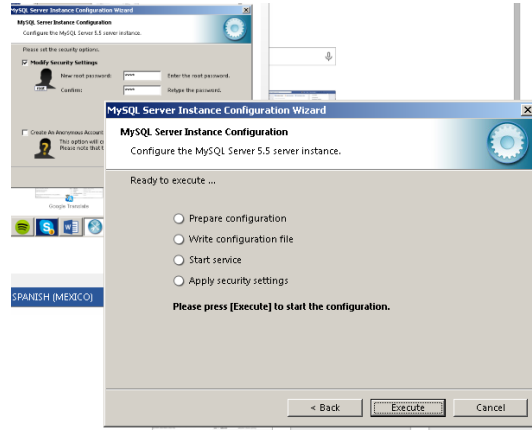 MySQL Server Instance Configuration Wizard
MySQL Server Instance Configuration
Configure the MySQL Server 5.5 server instance.
Please set the security options.
Modify Security Settings
New root password:
Enter the root password.
root
Confirm:
Retype the password.
Create An Anonymous Account
This option will c
Please note that t
Google Translate
SPANISH (MEXICO)
MySQL Server Instance Configuration Wizard
MySQL Server Instance Configuration
Configure the MySQL Server 5.5 server instance.
Ready to execute ...
Prepare configuration
Write configuration file
Start service
Apply security settings
Please press [Execute] to start the configuration.
< Back
Execute
Cancel